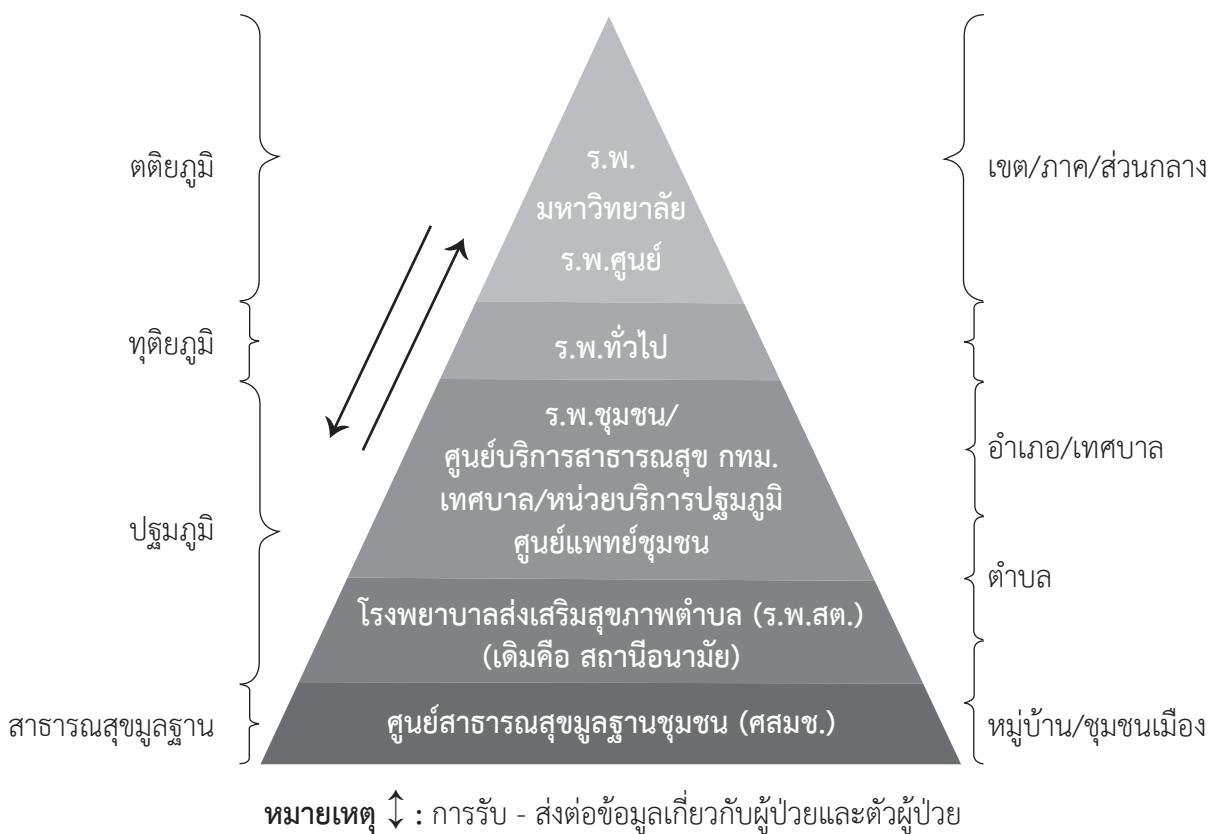 ตติยภูมิ
ทุติยภูมิ
ปฐมภูมิ
สาธารณสุขมูลฐาน
ร.พ.
มหาวิทยาลัย
ร.พ.ศูนย์
ร.พ.ทั่วไป
ร.พ.ชุมชน/
ศูนย์บริการสาธารณสุข กทม.
เทศบาล/หน่วยบริการปฐมภูมิ
ศูนย์แพทย์ชุมชน
โรงพยาบาลส่งเสริมสุขภาพตำบล (ร.พ.สต.)
(เดิมคือ สถานีอนามัย)
ศูนย์สาธารณสุขมูลฐานชุมชน (ศสมช.)
เขต/ภาค/ส่วนกลาง
อำเภอ/เทศบาล
ตำบล
หมู่บ้าน/ชุมชนเมือง
หมายเหตุ ↕ : การรับ - ส่งต่อข้อมูลเกี่ยวกับผู้ป่วยและตัวผู้ป่วย